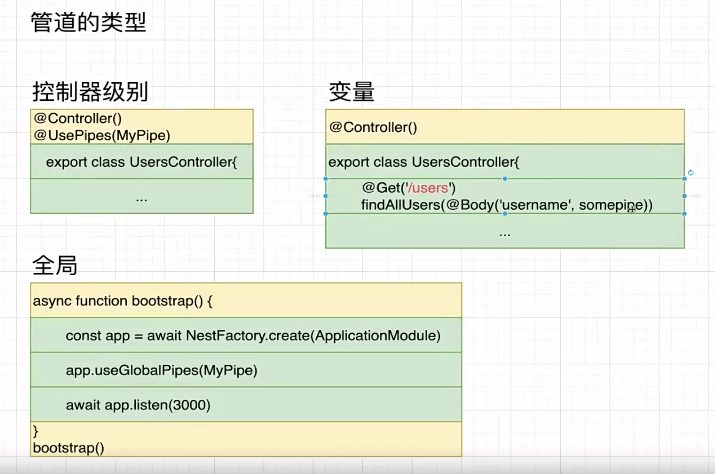 管道的类型
控制器级别
@Controller()
@UsePipes(MyPipe)
export class UsersController{
...
变量
@Controller()
export class UsersController{
@Get('/users')
findAllUsers(@Body('username', somepipe))
...
全局
async function bootstrap() {
const app = await NestFactory.create(ApplicationModule)
app.useGlobalPipes(MyPipe)
await app.listen(3000)
}
bootstrap()